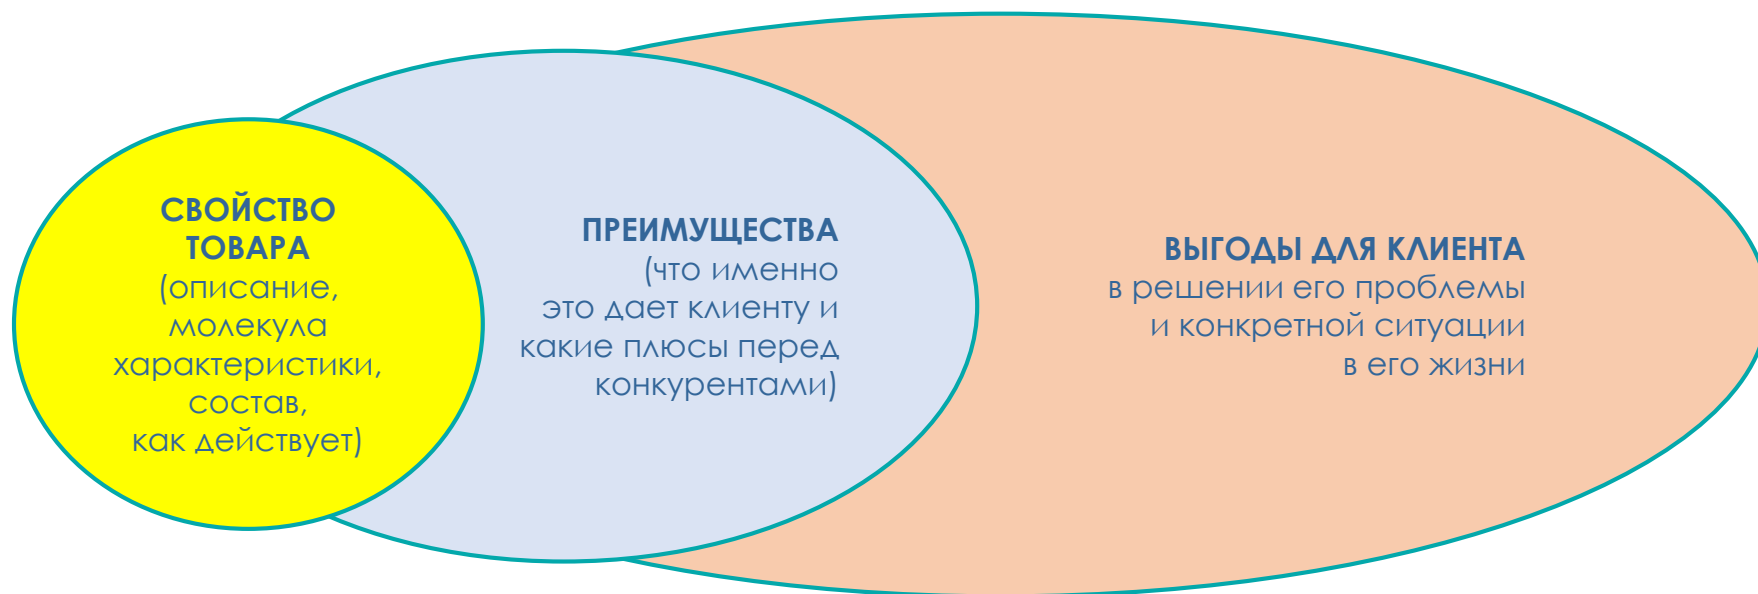 СВОЙСТВО
ТОВАРА
(описание,
молекула
характеристики,
состав,
как действует)
ПРЕИМУЩЕСТВА
(что именно
это дает клиенту и
какие плюсы перед
конкурентами)
ВЫГОДЫ ДЛЯ КЛИЕНТА
в решении его проблемы
и конкретной ситуации
в его жизни